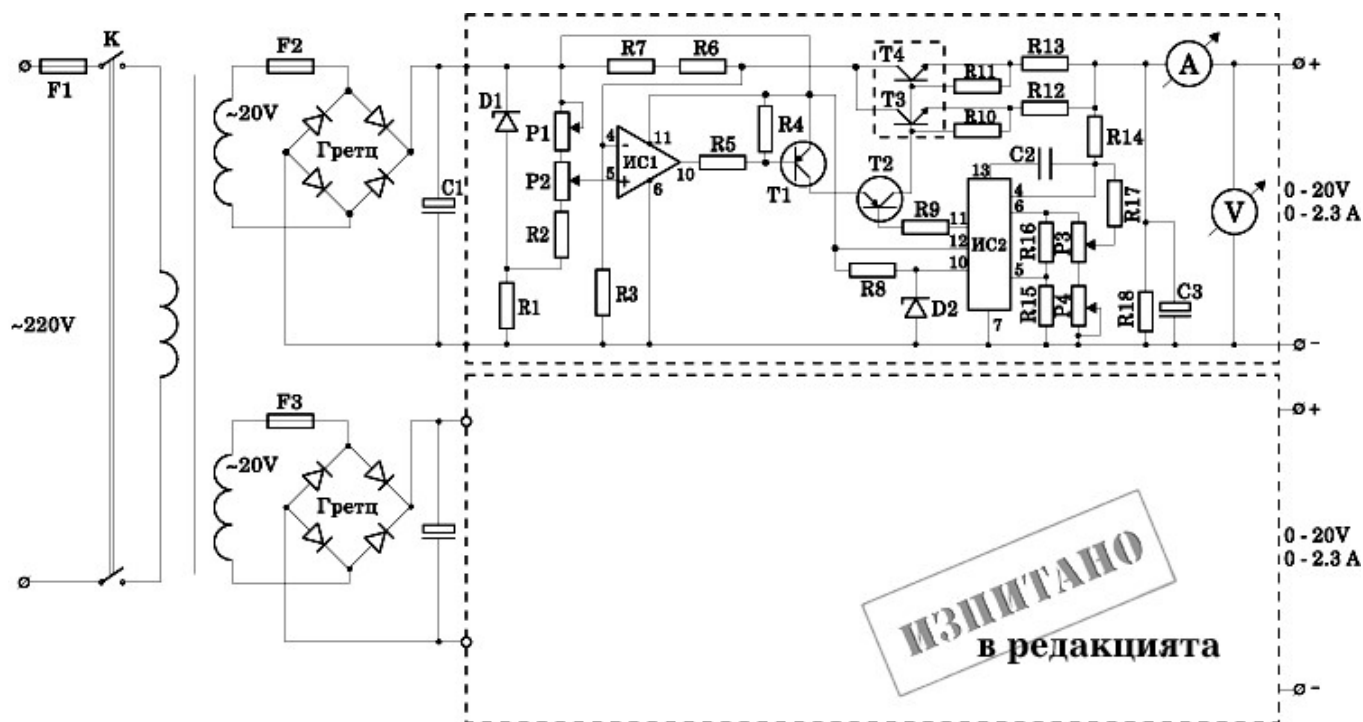 K
F1
F2
~20V
Гретц
C1
~220V
D1
P1
P2
R2
R1
R7
R6
4
-
11
ИС1
5
+
6
10
R3
R5
R4
T1
T2
T4
T3
R11
R10
R13
R12
R14
C2
13
R9
11
12
10
ИС2
4
6
5
7
R8
D2
R17
R16
P3
R15
P4
R18
C3
A
V
+
0 - 20V
0 - 2.3 A
-
F3
~20V
Гретц
+
0 - 20V
0 - 2.3 A
-
ИЗПИТАНО
в редакцията